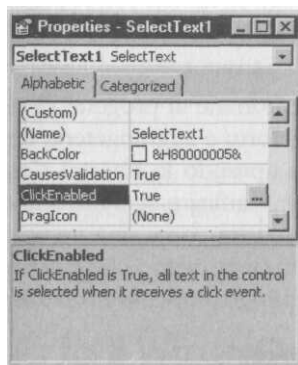 Properties - SelectText1
SelectText1 SelectText
Alphabetic Categorized
(Custom)
(Name) SelectText1
BackColor &H80000005&
CausesValidation True
ClickEnabled True ...
DragIcon (None)
ClickEnabled
If ClickEnabled is True, all text in the control
is selected when it receives a click event.